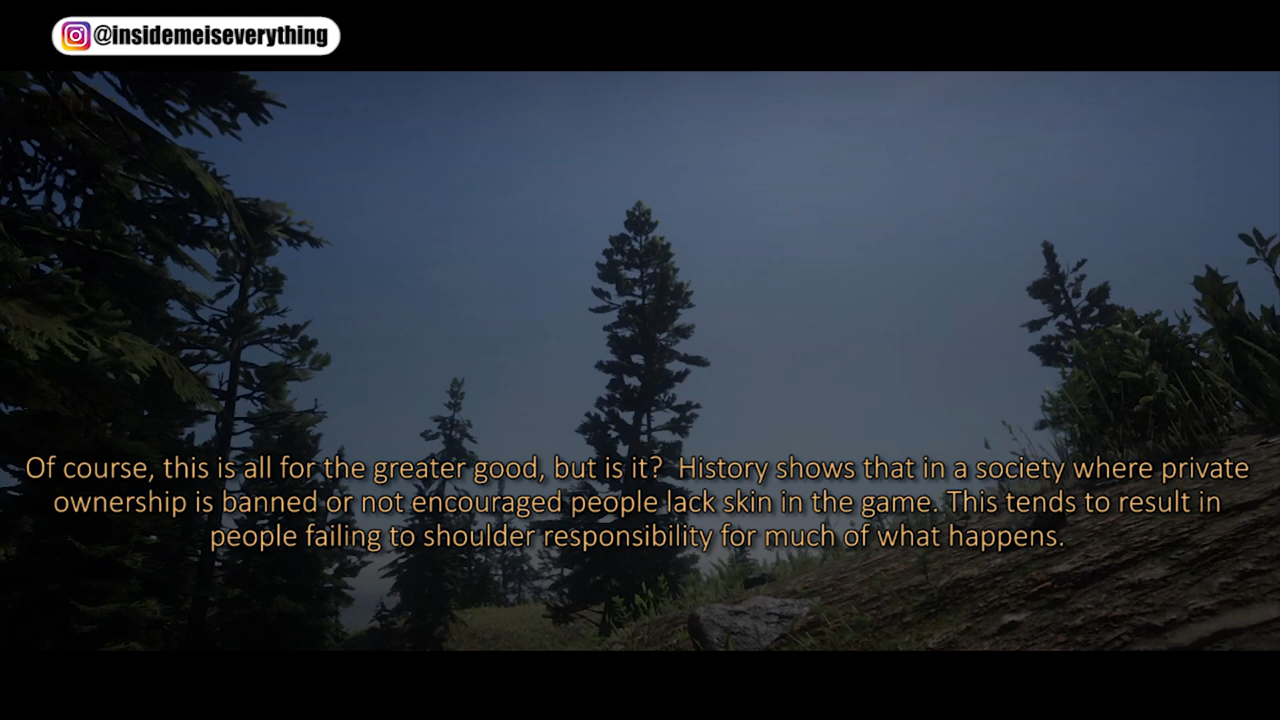 @insidemeiseverything
Of course, this is all for the greater good, but is it?  History shows that in a society where private
ownership is banned or not encouraged people lack skin in the game. This tends to result in
people failing to shoulder responsibility for much of what happens.